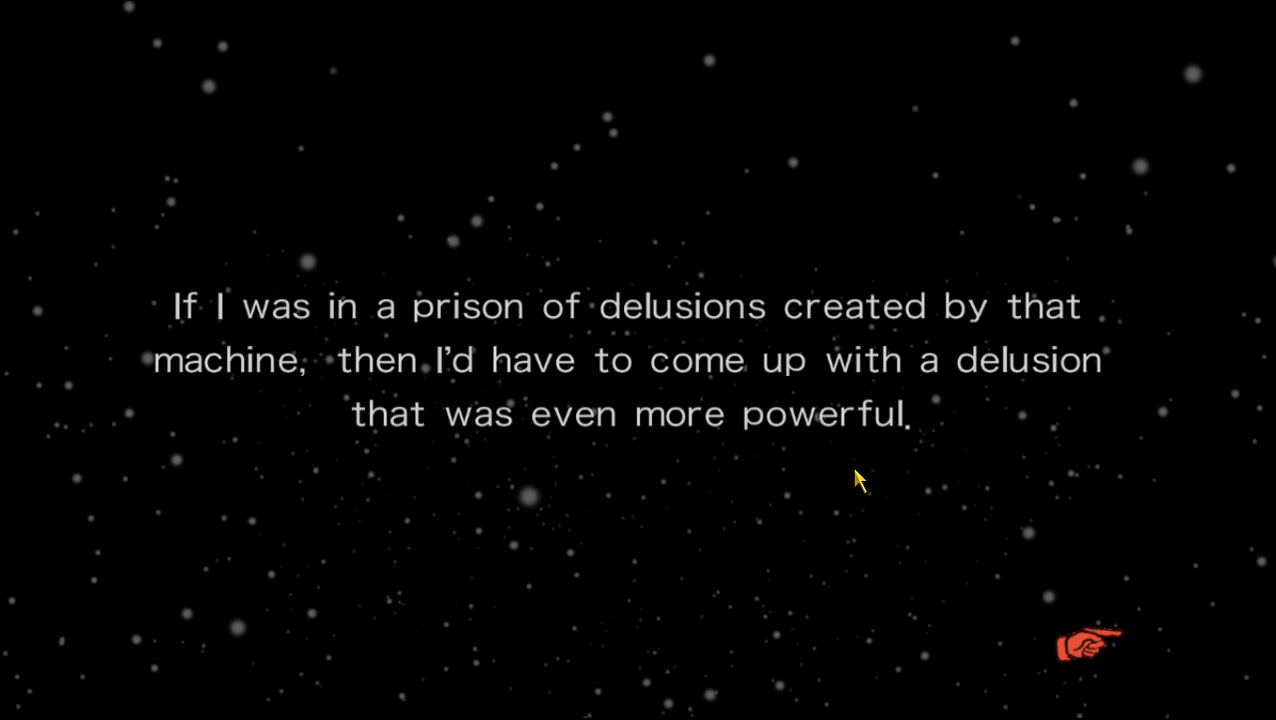 If I was in a prison of delusions created by that
machine, then I'd have to come up with a delusion
that was even more powerful.